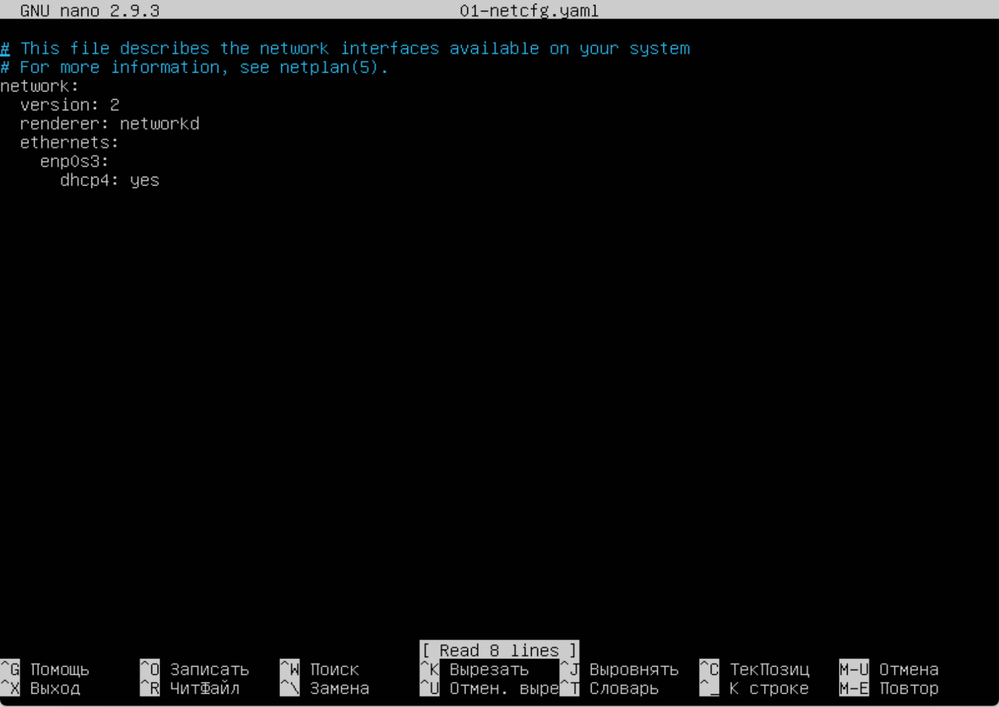 GNU nano 2.9.3 01-netcfg.yaml
# This file describes the network interfaces available on your system
# For more information, see netplan(5).
network:
  version: 2
  renderer: networkd
  ethernets:
    enp0s3:
      dhcp4: yes
[ Read 8 lines ]
^G Помощь ^O Записать ^W Поиск ^K Вырезать ^J Выровнять ^C ТекПозиц M-U Отмена
^X Выход ^R ЧитФайл ^\ Замена ^U Отмен. выре^T Словарь ^_ К строке M-E Повтор